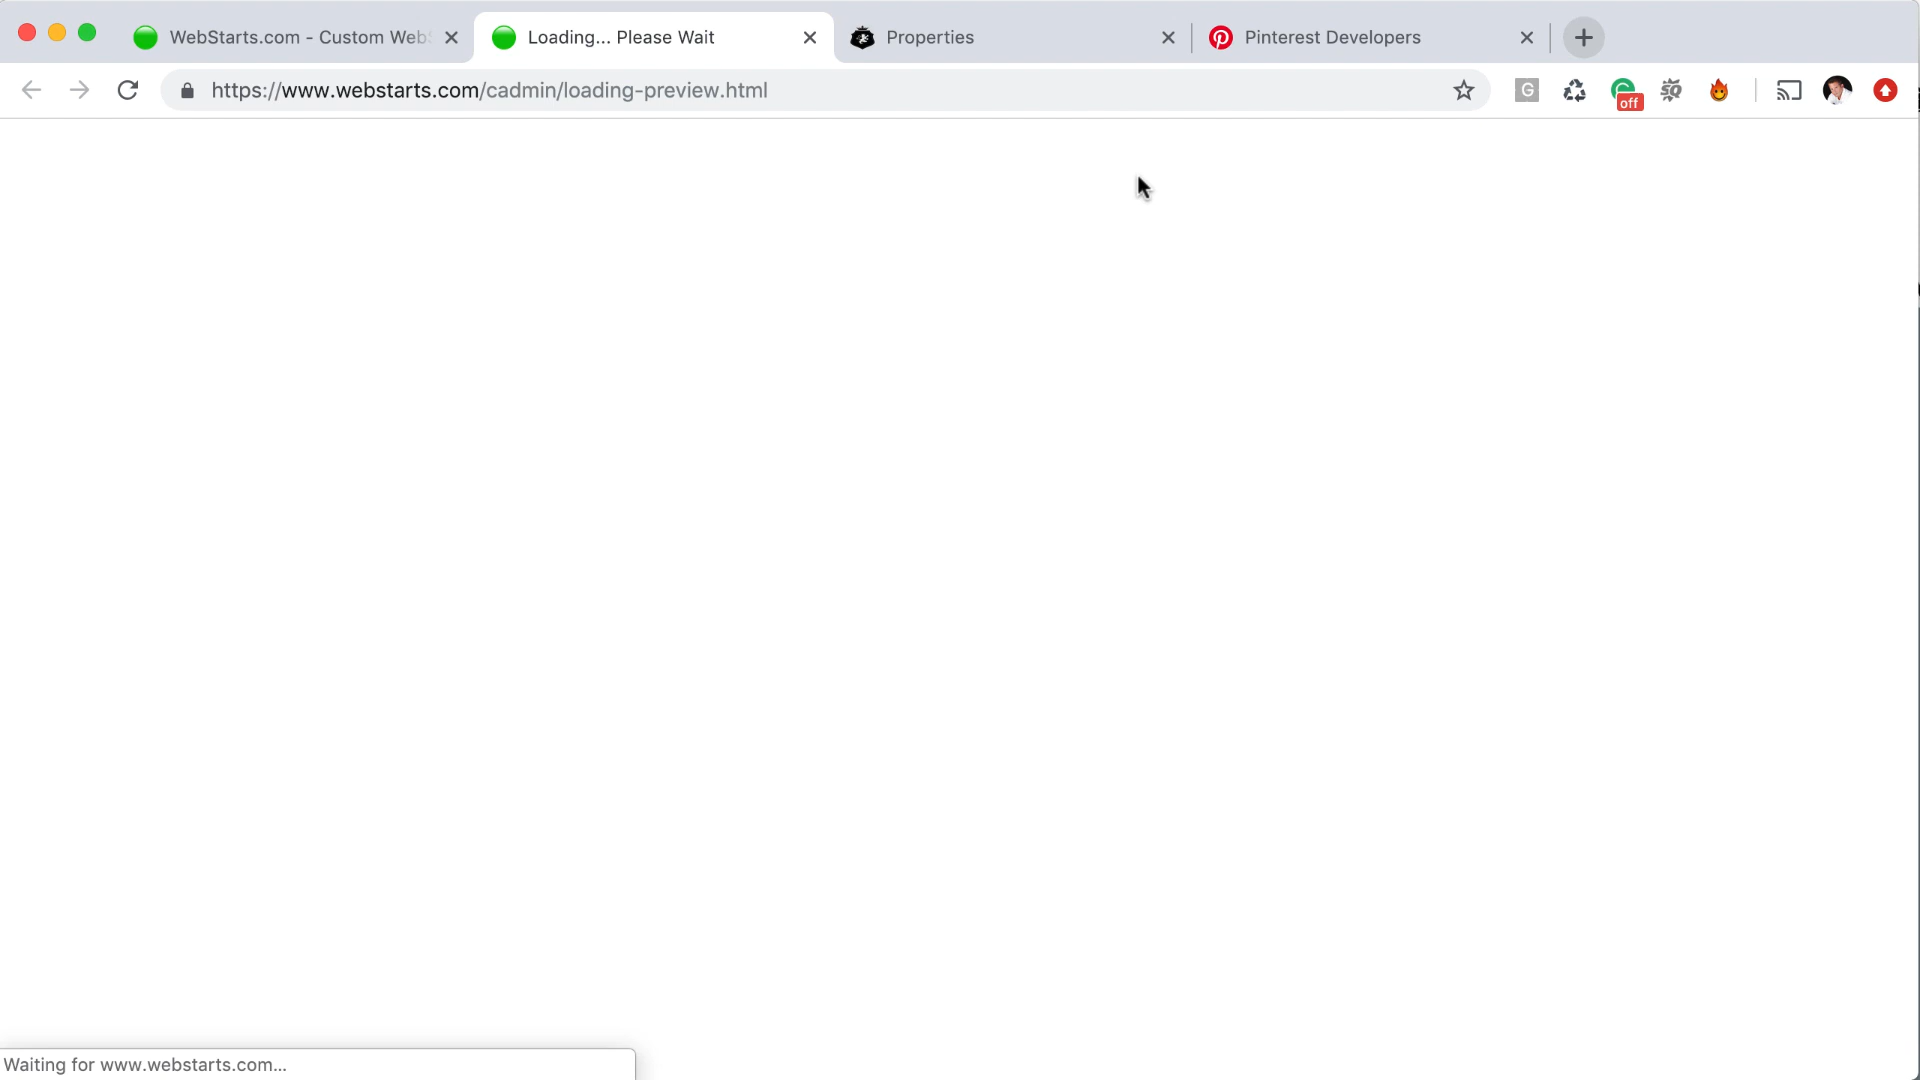 WebStarts.com - Custom Web
Loading... Please Wait
Properties
Pinterest Developers
https://www.webstarts.com/cadmin/loading-preview.html
G
off
SQ
Waiting for www.webstarts.com...